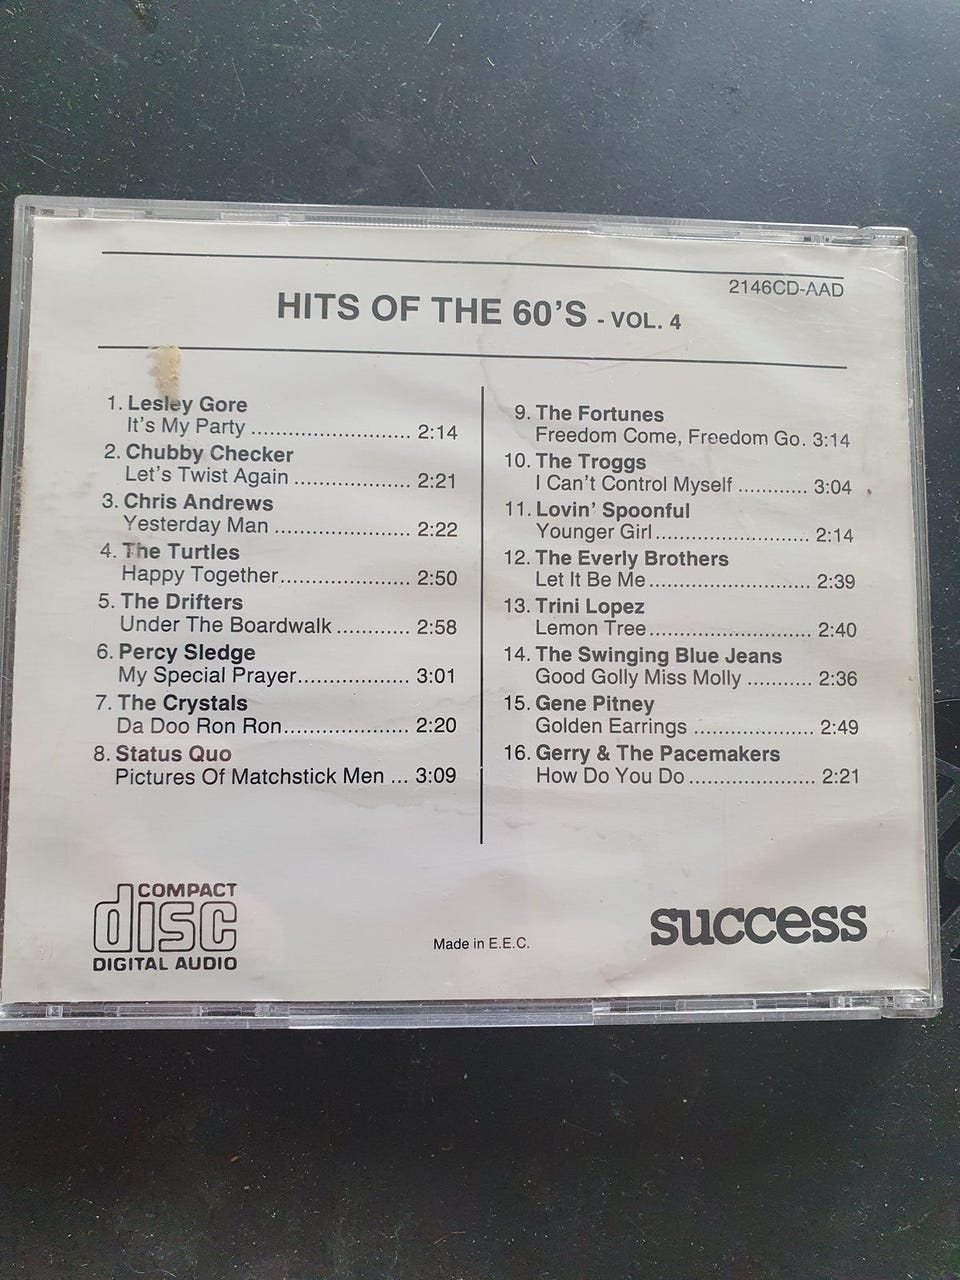 2146CD-AAD
HITS OF THE 60'S - VOL. 4
1. Lesley Gore
It's My Party ......................... 2:14
2. Chubby Checker
Let's Twist Again .................. 2:21
3. Chris Andrews
Yesterday Man ..................... 2:22
4. The Turtles
Happy Together.................... 2:50
5. The Drifters
Under The Boardwalk ........... 2:58
6. Percy Sledge
My Special Prayer................. 3:01
7. The Crystals
Da Doo Ron Ron................... 2:20
8. Status Quo
Pictures Of Matchstick Men ... 3:09
9. The Fortunes
Freedom Come, Freedom Go. 3:14
10. The Troggs
I Can't Control Myself ........... 3:04
11. Lovin' Spoonful
Younger Girl........................ 2:14
12. The Everly Brothers
Let It Be Me......................... 2:39
13. Trini Lopez
Lemon Tree......................... 2:40
14. The Swinging Blue Jeans
Good Golly Miss Molly .......... 2:36
15. Gene Pitney
Golden Earrings ................... 2:49
16. Gerry & The Pacemakers
How Do You Do.................... 2:21
COMPACT
disc
DIGITAL AUDIO
Made in E.E.C.
success